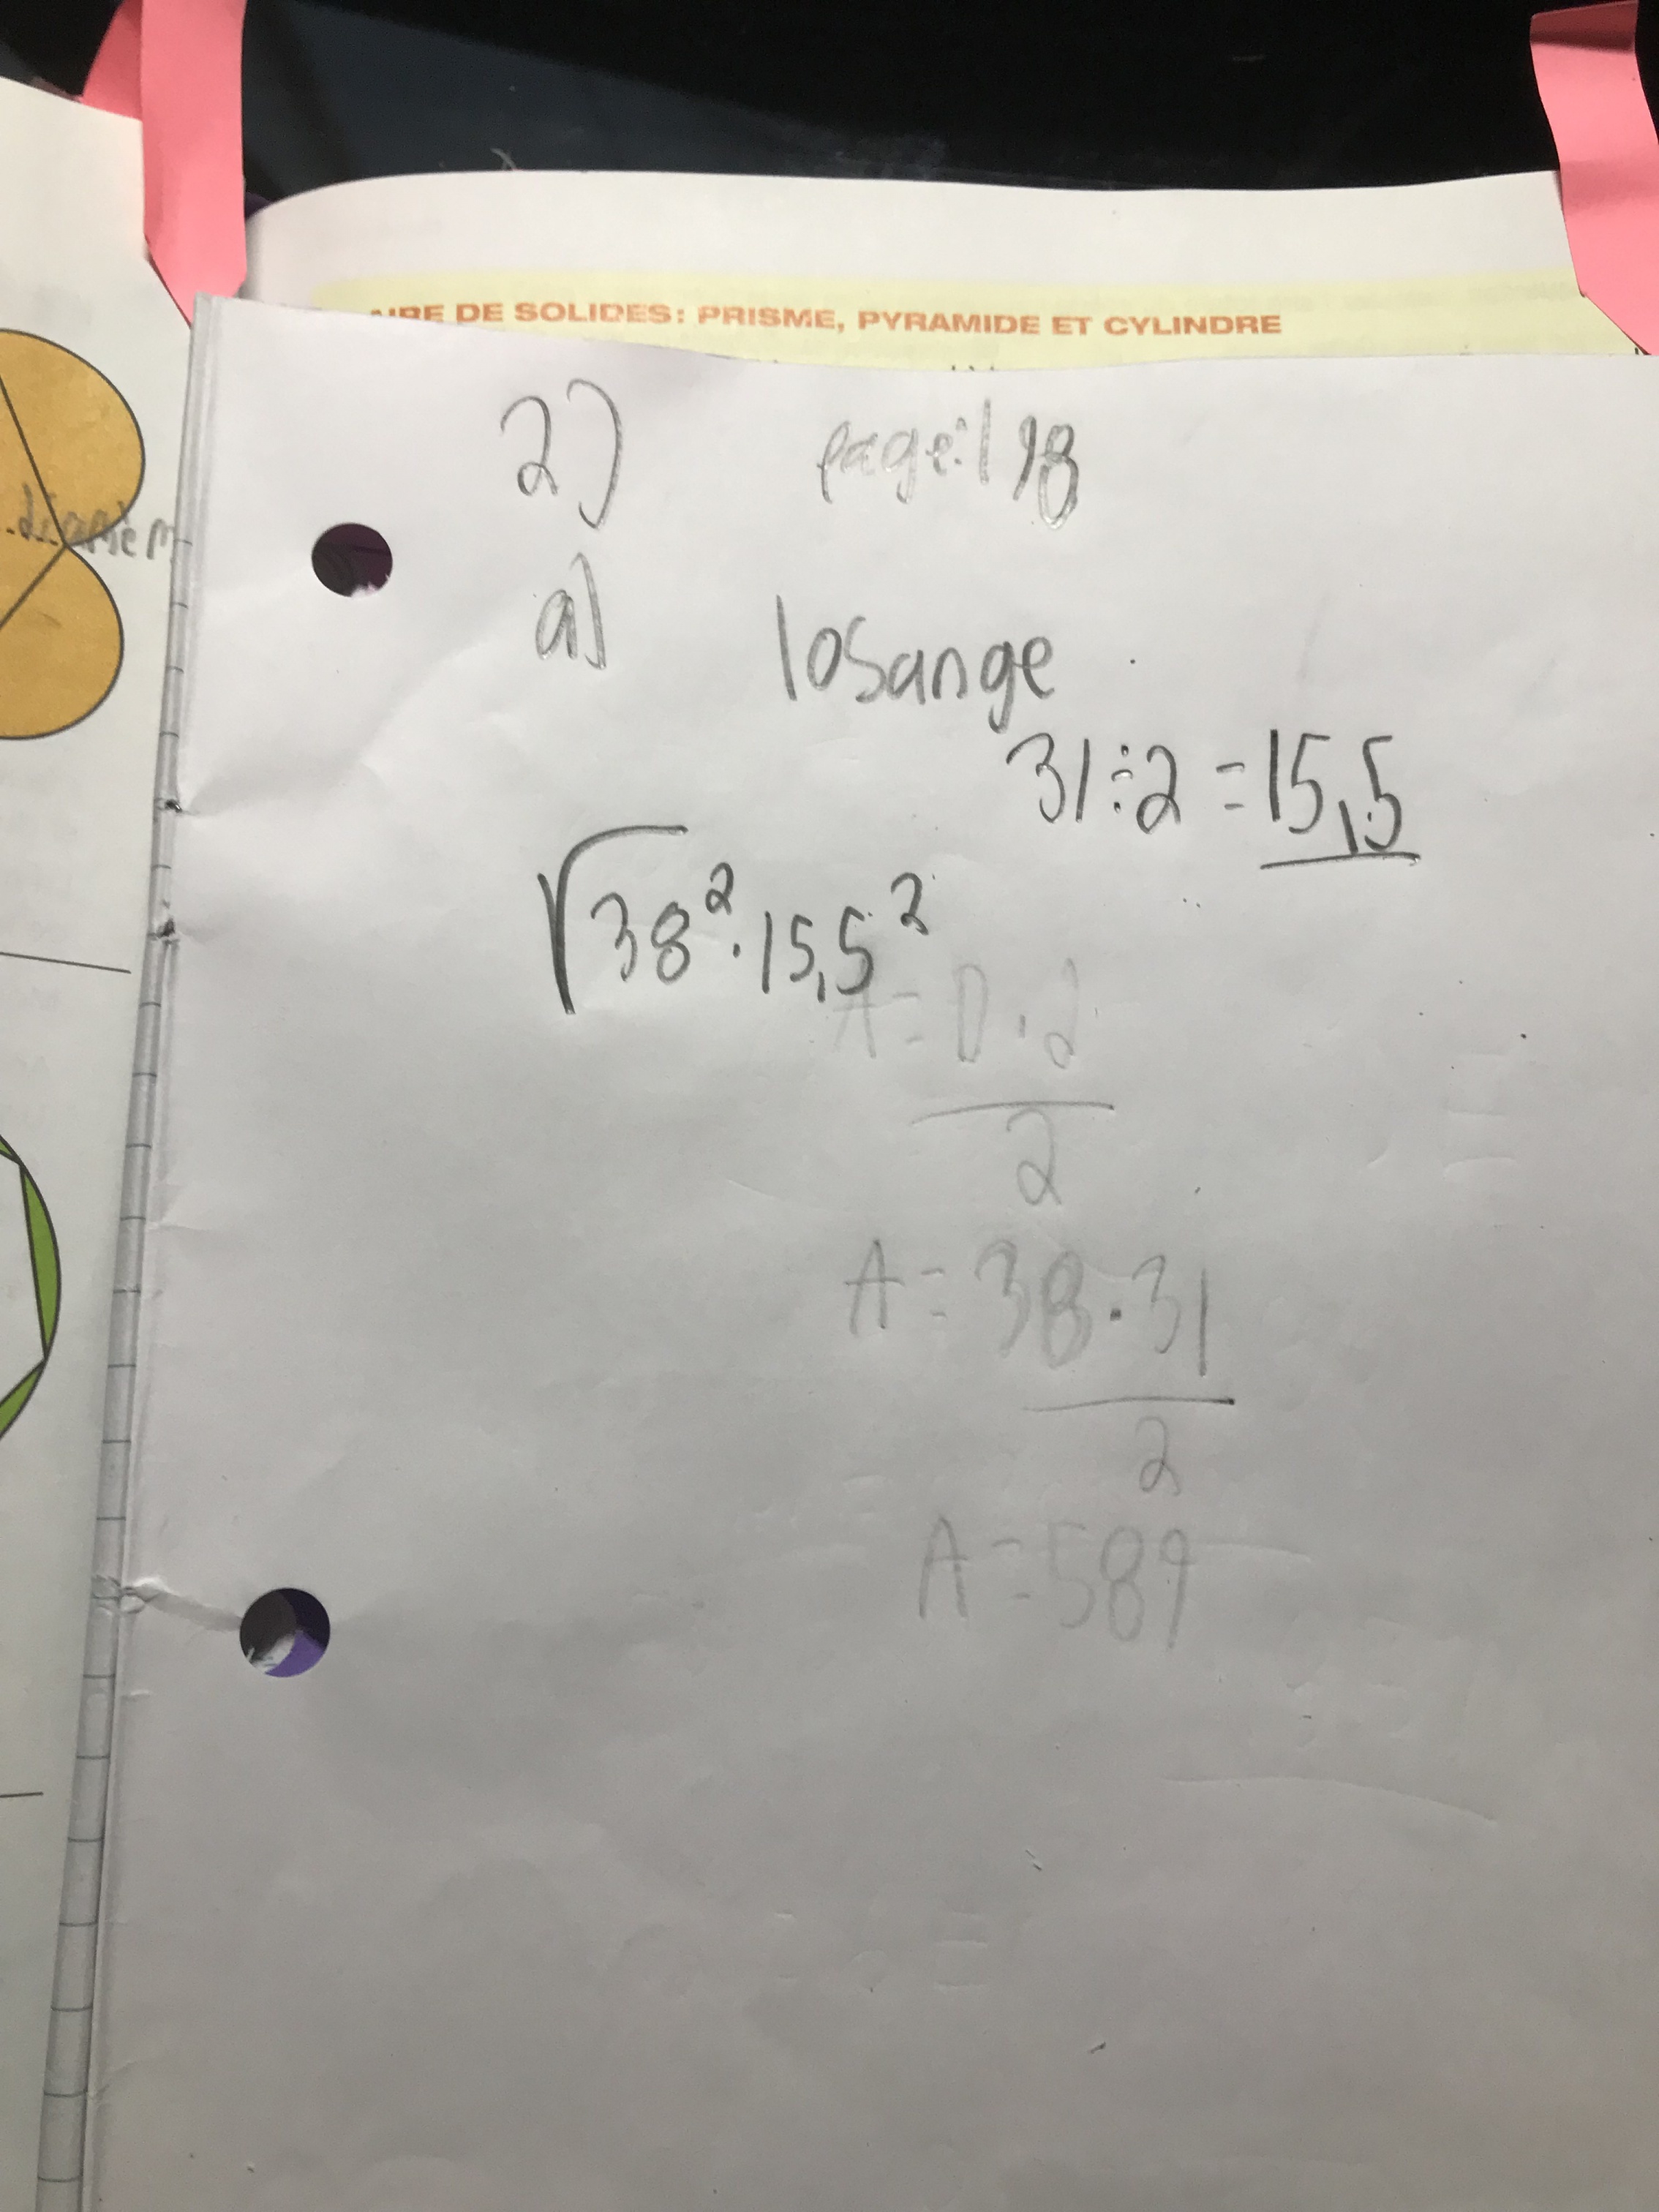 DE SOLIDES: PRISME, PYRAMIDE ET CYLINDRE
2) page: 198
a) losange
31÷2 = 15,5
√38²·15,5²
A = D·2
2
A = 38·31
2
A = 589